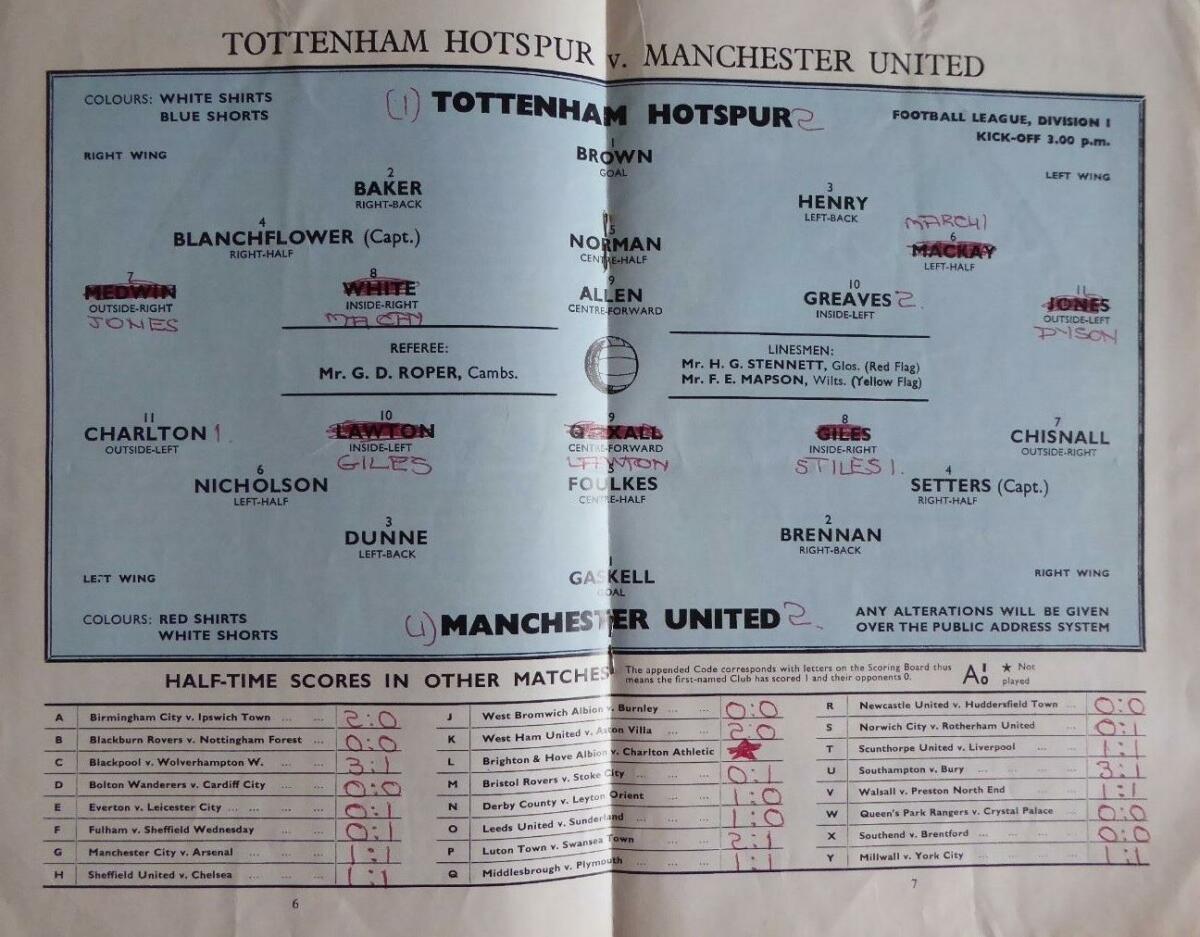 TOTTENHAM HOTSPUR v. MANCHESTER UNITED
COLOURS: WHITE SHIRTS
BLUE SHORTS
(1) TOTTENHAM HOTSPUR 2
FOOTBALL LEAGUE, DIVISION 1
KICK-OFF 3.00 p.m.
RIGHT WING
LEFT WING
1
BROWN
GOAL
2
BAKER
RIGHT-BACK
3
HENRY
LEFT-BACK
4
BLANCHFLOWER (Capt.)
RIGHT-HALF
5
NORMAN
CENTRE-HALF
MARCHI
6
MACKAY
LEFT-HALF
7
MEDWIN
OUTSIDE-RIGHT
JONES
8
WHITE
INSIDE-RIGHT
MACAY
9
ALLEN
CENTRE-FORWARD
10
GREAVES 2.
INSIDE-LEFT
11
JONES
OUTSIDE-LEFT
DYSON
REFEREE:
Mr. G. D. ROPER, Cambs.
LINESMEN:
Mr. H. G. STENNETT, Glos. (Red Flag)
Mr. F. E. MAPSON, Wilts. (Yellow Flag)
11
CHARLTON 1.
OUTSIDE-LEFT
10
LAWTON
INSIDE-LEFT
GILES
9
QUIXALL
CENTRE-FORWARD
LAWTON
8
GILES
INSIDE-RIGHT
STILES 1.
7
CHISNALL
OUTSIDE-RIGHT
6
NICHOLSON
LEFT-HALF
5
FOULKES
CENTRE-HALF
4
SETTERS (Capt.)
RIGHT-HALF
3
DUNNE
LEFT-BACK
2
BRENNAN
RIGHT-BACK
1
GASKELL
GOAL
LEFT WING
RIGHT WING
COLOURS: RED SHIRTS
WHITE SHORTS
(1) MANCHESTER UNITED 2.
ANY ALTERATIONS WILL BE GIVEN
OVER THE PUBLIC ADDRESS SYSTEM
HALF-TIME SCORES IN OTHER MATCHES
The appended Code corresponds with letters on the Scoring Board thus
means the first-named Club has scored 1 and their opponents 0.
A 1 0
★ Not
played
A Birmingham City v. Ipswich Town ... ... 2:0
B Blackburn Rovers v. Nottingham Forest ... 0:0
C Blackpool v. Wolverhampton W. ... 3:1
D Bolton Wanderers v. Cardiff City ... 0:0
E Everton v. Leicester City ... ... ... 0:1
F Fulham v. Sheffield Wednesday ... ... 0:1
G Manchester City v. Arsenal ... ... 1:1
H Sheffield United v. Chelsea ... ... ... 1:1
J West Bromwich Albion v. Burnley ... ... 0:0
K West Ham United v. Aston Villa ... ... 2:0
L Brighton & Hove Albion v. Charlton Athletic ★
M Bristol Rovers v. Stoke City ... ... 0:1
N Derby County v. Leyton Orient ... ... 1:0
O Leeds United v. Sunderland ... ... 1:0
P Luton Town v. Swansea Town ... ... 2:1
Q Middlesbrough v. Plymouth ... ... 1:1
R Newcastle United v. Huddersfield Town ... 0:0
S Norwich City v. Rotherham United ... 0:1
T Scunthorpe United v. Liverpool ... ... 1:1
U Southampton v. Bury ... ... ... 3:1
V Walsall v. Preston North End ... ... 1:1
W Queen's Park Rangers v. Crystal Palace ... 0:0
X Southend v. Brentford ... ... ... 0:0
Y Millwall v. York City ... ... ... 1:1
6
7